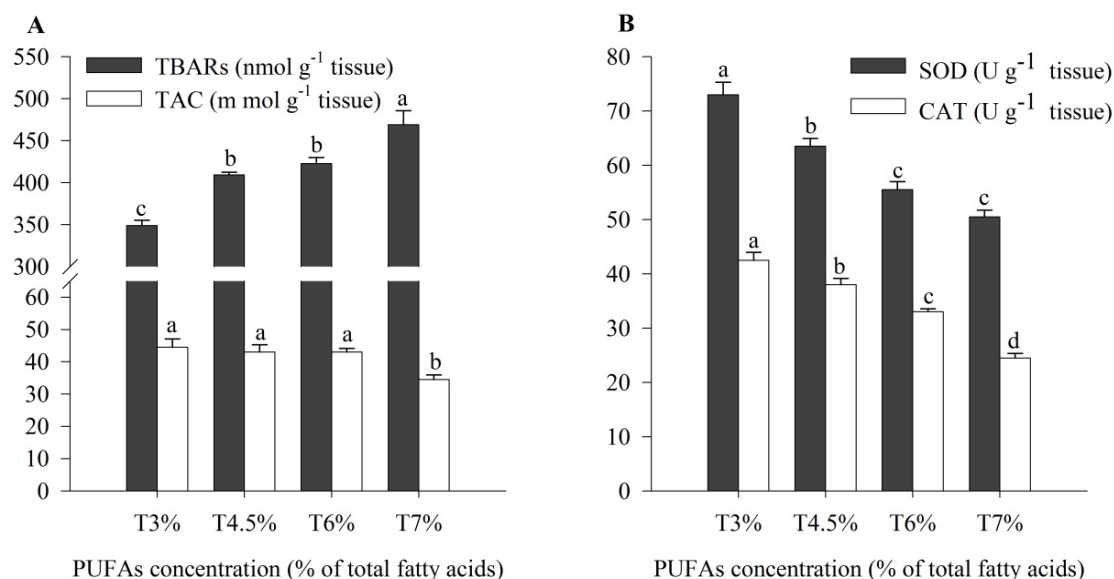 A
TBARs (nmol g⁻¹ tissue)
TAC (m mol g⁻¹ tissue)
550
500
450
400
350
300
60
50
40
30
20
10
0
c
b
b
a
a
a
a
b
T3%
T4.5%
T6%
T7%
PUFAs concentration (% of total fatty acids)
B
SOD (U g⁻¹ tissue)
CAT (U g⁻¹ tissue)
80
70
60
50
40
30
20
10
0
a
b
c
c
a
b
c
d
T3%
T4.5%
T6%
T7%
PUFAs concentration (% of total fatty acids)